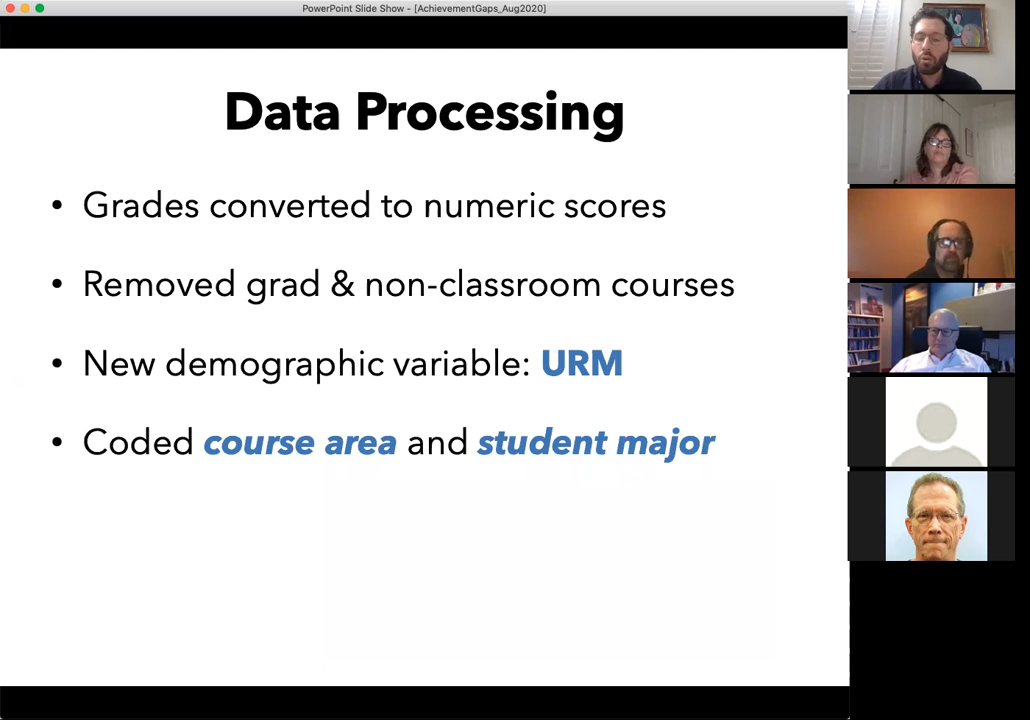 PowerPoint Slide Show - [AchievementGaps_Aug2020]
Data Processing
• Grades converted to numeric scores
• Removed grad & non-classroom courses
• New demographic variable: URM
• Coded course area and student major